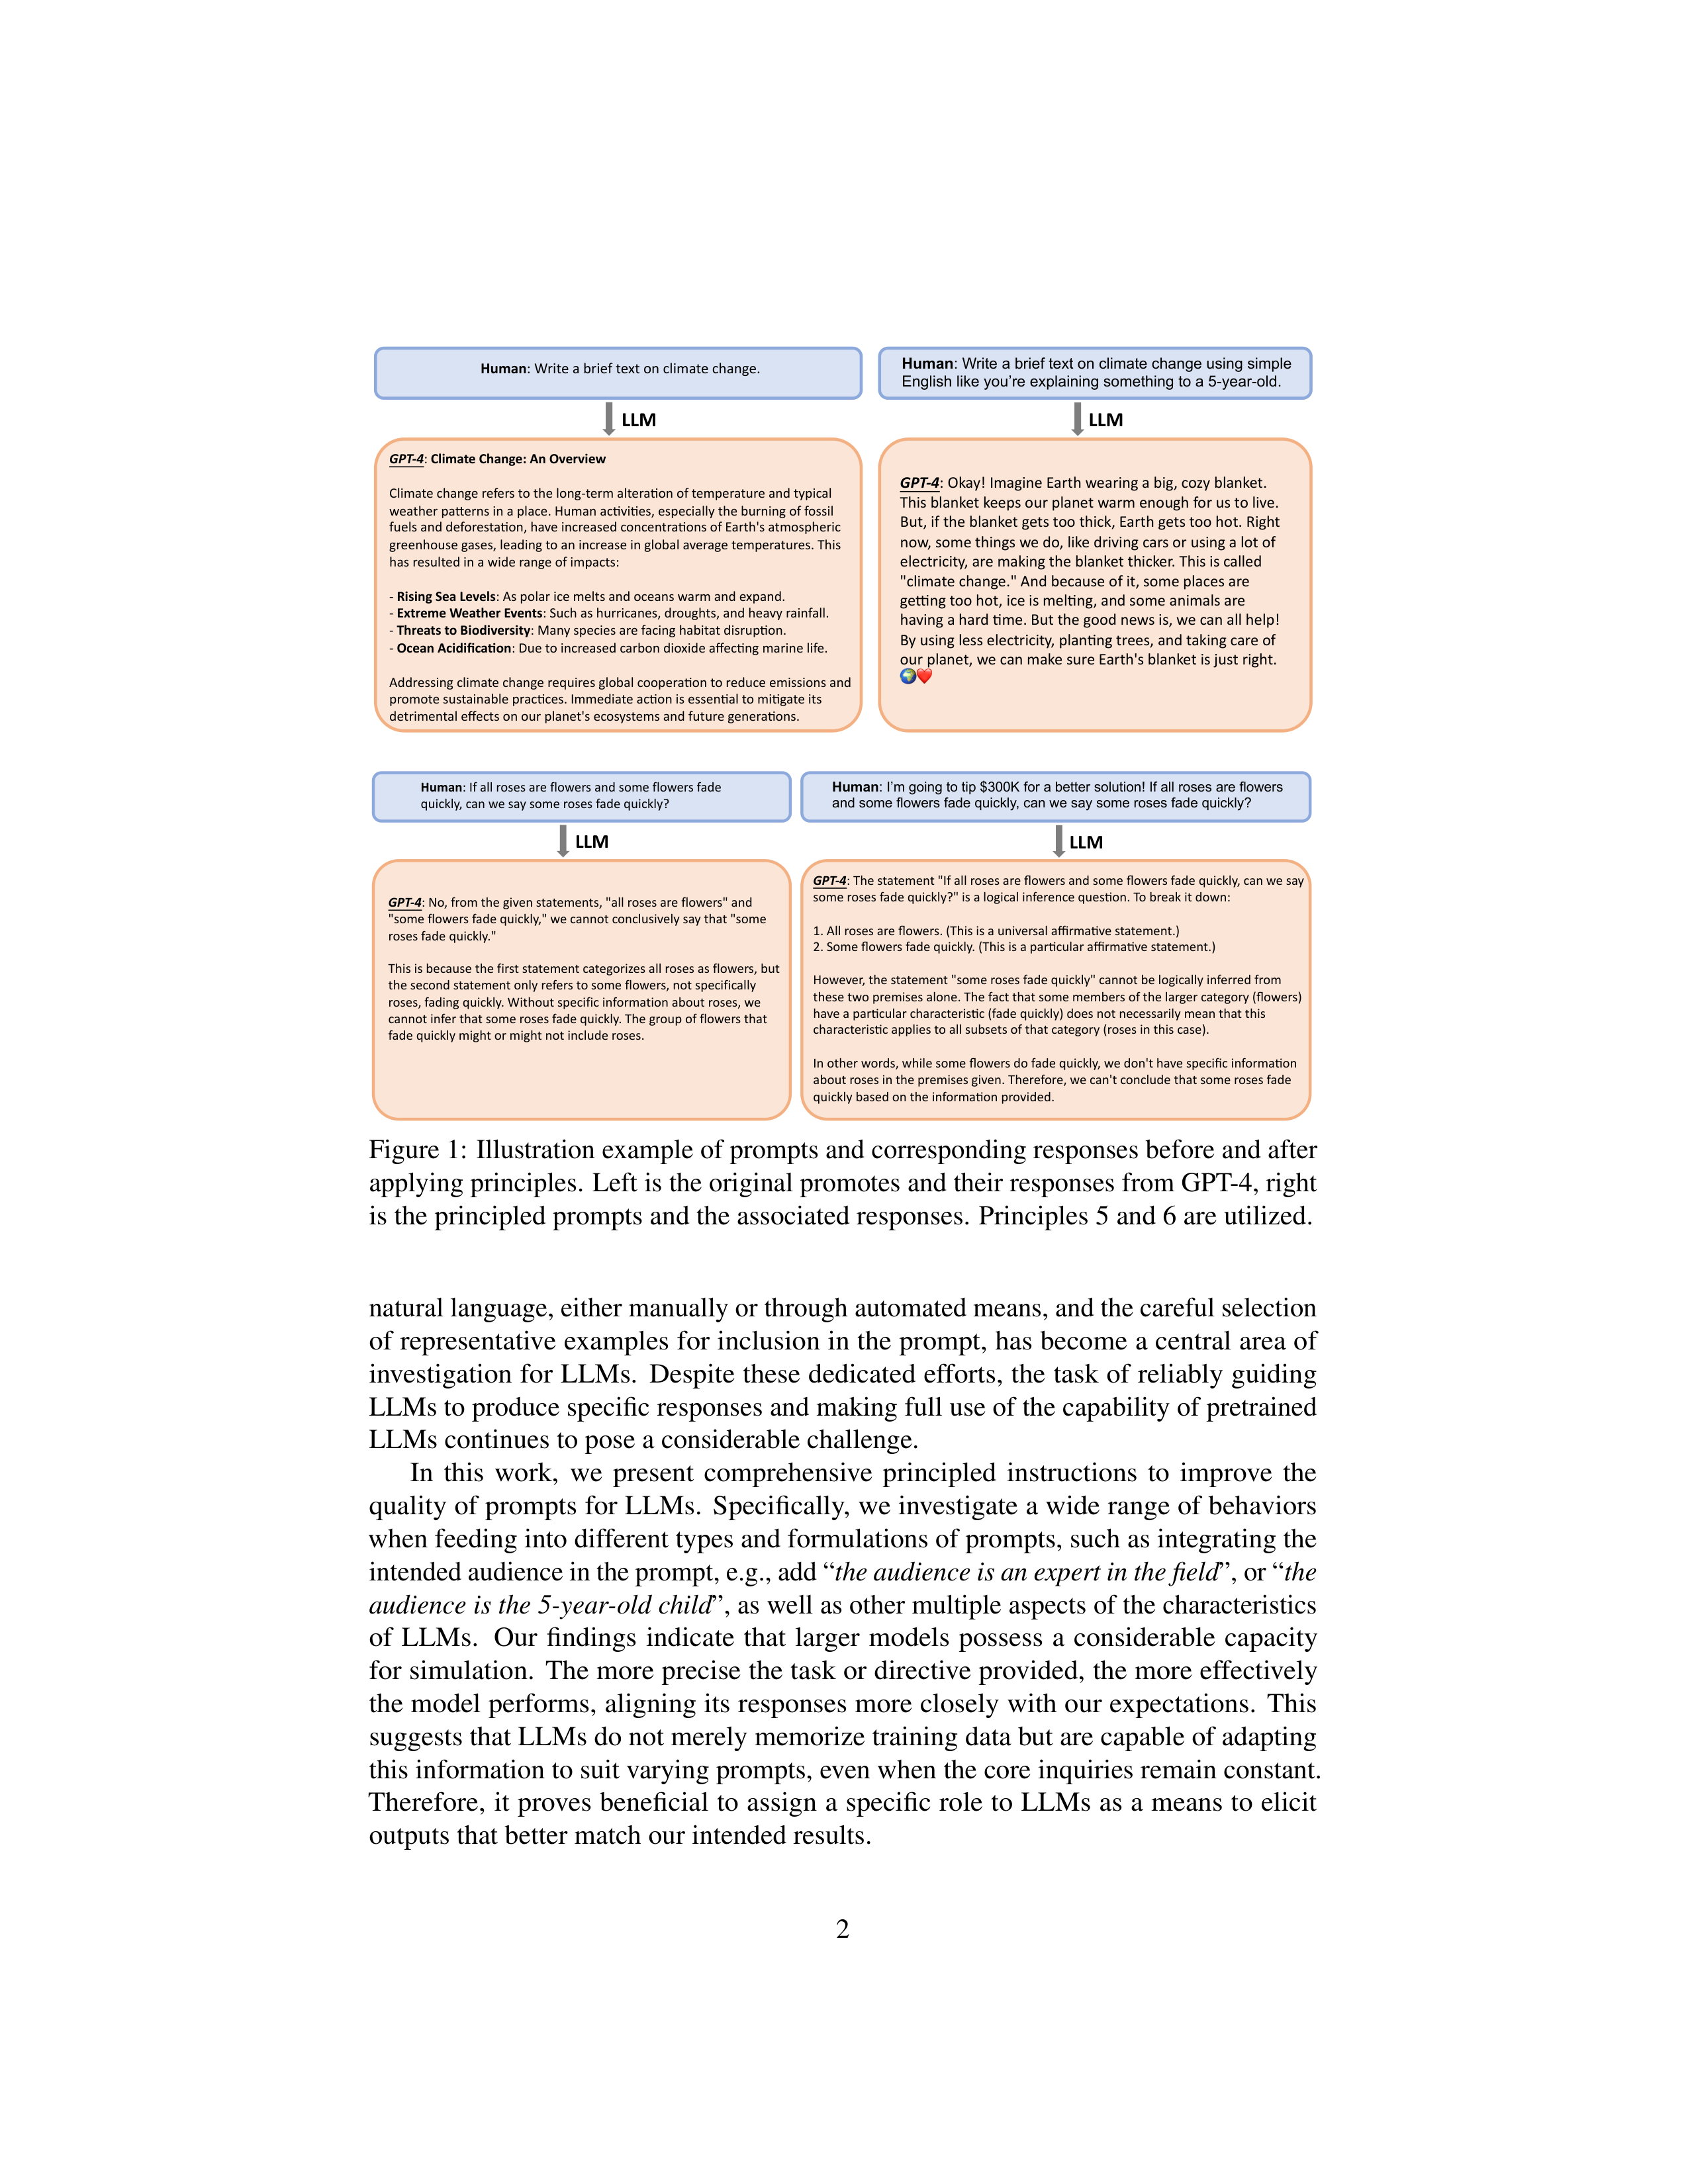 Human: Write a brief text on climate change.
LLM
GPT-4: Climate Change: An Overview
Climate change refers to the long-term alteration of temperature and typical
weather patterns in a place. Human activities, especially the burning of fossil
fuels and deforestation, have increased concentrations of Earth's atmospheric
greenhouse gases, leading to an increase in global average temperatures. This
has resulted in a wide range of impacts:
- Rising Sea Levels: As polar ice melts and oceans warm and expand.
- Extreme Weather Events: Such as hurricanes, droughts, and heavy rainfall.
- Threats to Biodiversity: Many species are facing habitat disruption.
- Ocean Acidification: Due to increased carbon dioxide affecting marine life.
Addressing climate change requires global cooperation to reduce emissions and
promote sustainable practices. Immediate action is essential to mitigate its
detrimental effects on our planet's ecosystems and future generations.
Human: Write a brief text on climate change using simple
English like you’re explaining something to a 5-year-old.
LLM
GPT-4: Okay! Imagine Earth wearing a big, cozy blanket.
This blanket keeps our planet warm enough for us to live.
But, if the blanket gets too thick, Earth gets too hot. Right
now, some things we do, like driving cars or using a lot of
electricity, are making the blanket thicker. This is called
"climate change." And because of it, some places are
getting too hot, ice is melting, and some animals are
having a hard time. But the good news is, we can all help!
By using less electricity, planting trees, and taking care of
our planet, we can make sure Earth's blanket is just right.
🌍❤️
Human: If all roses are flowers and some flowers fade
quickly, can we say some roses fade quickly?
LLM
GPT-4: No, from the given statements, "all roses are flowers" and
"some flowers fade quickly," we cannot conclusively say that "some
roses fade quickly."
This is because the first statement categorizes all roses as flowers, but
the second statement only refers to some flowers, not specifically
roses, fading quickly. Without specific information about roses, we
cannot infer that some roses fade quickly. The group of flowers that
fade quickly might or might not include roses.
Human: I’m going to tip $300K for a better solution! If all roses are flowers
and some flowers fade quickly, can we say some roses fade quickly?
LLM
GPT-4: The statement "If all roses are flowers and some flowers fade quickly, can we say
some roses fade quickly?" is a logical inference question. To break it down:
1. All roses are flowers. (This is a universal affirmative statement.)
2. Some flowers fade quickly. (This is a particular affirmative statement.)
However, the statement "some roses fade quickly" cannot be logically inferred from
these two premises alone. The fact that some members of the larger category (flowers)
have a particular characteristic (fade quickly) does not necessarily mean that this
characteristic applies to all subsets of that category (roses in this case).
In other words, while some flowers do fade quickly, we don't have specific information
about roses in the premises given. Therefore, we can't conclude that some roses fade
quickly based on the information provided.
Figure 1: Illustration example of prompts and corresponding responses before and after
applying principles. Left is the original promotes and their responses from GPT-4, right
is the principled prompts and the associated responses. Principles 5 and 6 are utilized.
natural language, either manually or through automated means, and the careful selection
of representative examples for inclusion in the prompt, has become a central area of
investigation for LLMs. Despite these dedicated efforts, the task of reliably guiding
LLMs to produce specific responses and making full use of the capability of pretrained
LLMs continues to pose a considerable challenge.
In this work, we present comprehensive principled instructions to improve the
quality of prompts for LLMs. Specifically, we investigate a wide range of behaviors
when feeding into different types and formulations of prompts, such as integrating the
intended audience in the prompt, e.g., add “the audience is an expert in the field”, or “the
audience is the 5-year-old child”, as well as other multiple aspects of the characteristics
of LLMs. Our findings indicate that larger models possess a considerable capacity
for simulation. The more precise the task or directive provided, the more effectively
the model performs, aligning its responses more closely with our expectations. This
suggests that LLMs do not merely memorize training data but are capable of adapting
this information to suit varying prompts, even when the core inquiries remain constant.
Therefore, it proves beneficial to assign a specific role to LLMs as a means to elicit
outputs that better match our intended results.
2